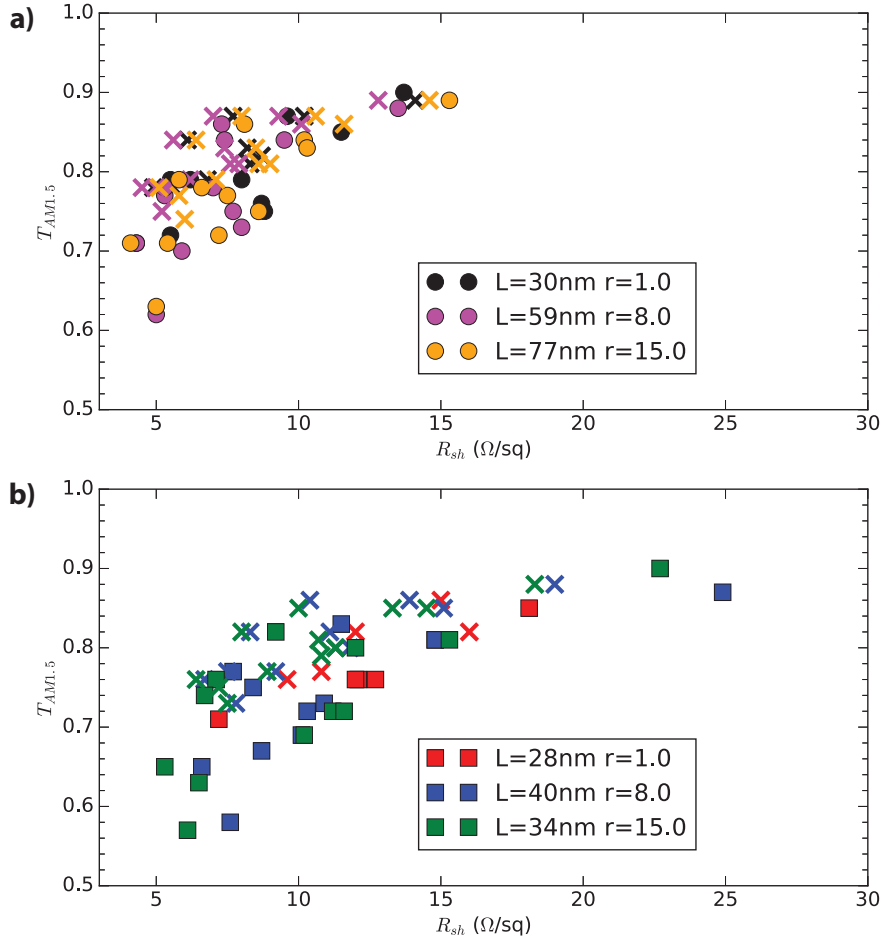 a)
1.0
0.9
0.8
0.7
0.6
0.5
T_AM1.5
L=30nm r=1.0
L=59nm r=8.0
L=77nm r=15.0
5 10 15 20 25 30
R_sh (Ω/sq)
b)
1.0
0.9
0.8
0.7
0.6
0.5
T_AM1.5
L=28nm r=1.0
L=40nm r=8.0
L=34nm r=15.0
5 10 15 20 25 30
R_sh (Ω/sq)